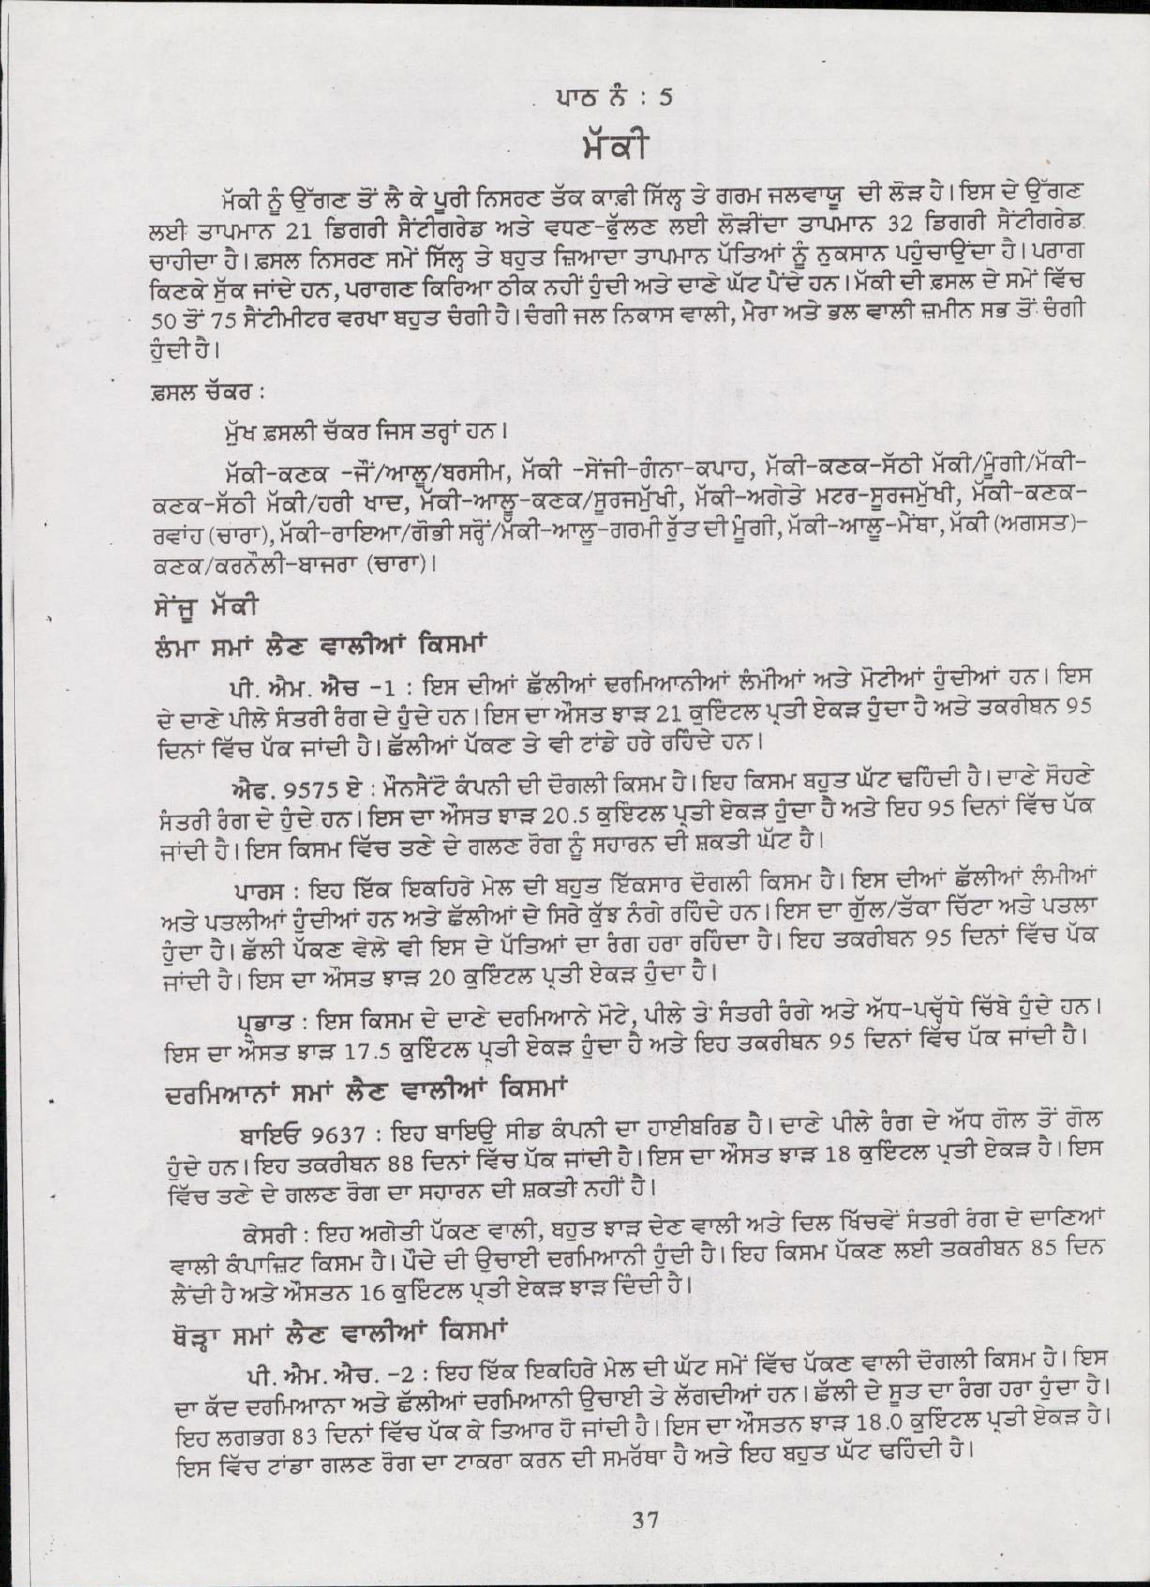 ਪਾਠ ਨੰ : 5
ਮੱਕੀ
ਮੱਕੀ ਨੂੰ ਉੱਗਣ ਤੋਂ ਲੈ ਕੇ ਪੂਰੀ ਨਿਸਰਣ ਤੱਕ ਕਾਫ਼ੀ ਸਿੱਲ੍ਹ ਤੇ ਗਰਮ ਜਲਵਾਯੂ ਦੀ ਲੋੜ ਹੈ। ਇਸ ਦੇ ਉੱਗਣ
ਲਈ ਤਾਪਮਾਨ 21 ਡਿਗਰੀ ਸੈਂਟੀਗਰੇਡ ਅਤੇ ਵਧਣ-ਫੁੱਲਣ ਲਈ ਲੋੜੀਂਦਾ ਤਾਪਮਾਨ 32 ਡਿਗਰੀ ਸੈਂਟੀਗਰੇਡ
ਚਾਹੀਦਾ ਹੈ। ਫ਼ਸਲ ਨਿਸਰਣ ਸਮੇਂ ਸਿੱਲ੍ਹ ਤੇ ਬਹੁਤ ਜ਼ਿਆਦਾ ਤਾਪਮਾਨ ਪੱਤਿਆਂ ਨੂੰ ਨੁਕਸਾਨ ਪਹੁੰਚਾਉਂਦਾ ਹੈ। ਪਰਾਗ
ਕਿਣਕੇ ਸੁੱਕ ਜਾਂਦੇ ਹਨ, ਪਰਾਗਣ ਕਿਰਿਆ ਠੀਕ ਨਹੀਂ ਹੁੰਦੀ ਅਤੇ ਦਾਣੇ ਘੱਟ ਪੈਂਦੇ ਹਨ। ਮੱਕੀ ਦੀ ਫ਼ਸਲ ਦੇ ਸਮੇਂ ਵਿੱਚ
50 ਤੋਂ 75 ਸੈਂਟੀਮੀਟਰ ਵਰਖਾ ਬਹੁਤ ਚੰਗੀ ਹੈ। ਚੰਗੀ ਜਲ ਨਿਕਾਸ ਵਾਲੀ, ਮੈਰਾ ਅਤੇ ਭਲ ਵਾਲੀ ਜ਼ਮੀਨ ਸਭ ਤੋਂ ਚੰਗੀ
ਹੁੰਦੀ ਹੈ।
ਫ਼ਸਲ ਚੱਕਰ :
ਮੁੱਖ ਫ਼ਸਲੀ ਚੱਕਰ ਜਿਸ ਤਰ੍ਹਾਂ ਹਨ।
ਮੱਕੀ-ਕਣਕ -ਜੌਂ/ਆਲੂ/ਬਰਸੀਮ, ਮੱਕੀ -ਸੇਂਜੀ-ਗੰਨਾ-ਕਪਾਹ, ਮੱਕੀ-ਕਣਕ-ਸੱਠੀ ਮੱਕੀ/ਮੂੰਗੀ/ਮੱਕੀ-
ਕਣਕ-ਸੱਠੀ ਮੱਕੀ/ਹਰੀ ਖਾਦ, ਮੱਕੀ-ਆਲੂ-ਕਣਕ/ਸੂਰਜਮੁੱਖੀ, ਮੱਕੀ-ਅਗੇਤੇ ਮਟਰ-ਸੂਰਜਮੁੱਖੀ, ਮੱਕੀ-ਕਣਕ-
ਰਵਾਂਹ (ਚਾਰਾ), ਮੱਕੀ-ਰਾਇਆ/ਗੋਭੀ ਸਰ੍ਹੋਂ/ਮੱਕੀ-ਆਲੂ-ਗਰਮੀ ਰੁੱਤ ਦੀ ਮੂੰਗੀ, ਮੱਕੀ-ਆਲੂ-ਮੈਂਥਾ, ਮੱਕੀ (ਅਗਸਤ)-
ਕਣਕ/ਕਰਨੌਲੀ-ਬਾਜਰਾ (ਚਾਰਾ)।
ਸੇਂਜੂ ਮੱਕੀ
ਲੰਮਾ ਸਮਾਂ ਲੈਣ ਵਾਲੀਆਂ ਕਿਸਮਾਂ
ਪੀ. ਐਮ. ਐਚ -1 : ਇਸ ਦੀਆਂ ਛੱਲੀਆਂ ਦਰਮਿਆਨੀਆਂ ਲੰਮੀਆਂ ਅਤੇ ਮੋਟੀਆਂ ਹੁੰਦੀਆਂ ਹਨ। ਇਸ
ਦੇ ਦਾਣੇ ਪੀਲੇ ਸੰਤਰੀ ਰੰਗ ਦੇ ਹੁੰਦੇ ਹਨ। ਇਸ ਦਾ ਔਸਤ ਝਾੜ 21 ਕੁਇੰਟਲ ਪ੍ਰਤੀ ਏਕੜ ਹੁੰਦਾ ਹੈ ਅਤੇ ਤਕਰੀਬਨ 95
ਦਿਨਾਂ ਵਿੱਚ ਪੱਕ ਜਾਂਦੀ ਹੈ। ਛੱਲੀਆਂ ਪੱਕਣ ਤੇ ਵੀ ਟਾਂਡੇ ਹਰੇ ਰਹਿੰਦੇ ਹਨ।
ਐਫ. 9575 ਏ : ਮੌਨਸੈਂਟੋ ਕੰਪਨੀ ਦੀ ਦੋਗਲੀ ਕਿਸਮ ਹੈ। ਇਹ ਕਿਸਮ ਬਹੁਤ ਘੱਟ ਢਹਿੰਦੀ ਹੈ। ਦਾਣੇ ਸੋਹਣੇ
ਸੰਤਰੀ ਰੰਗ ਦੇ ਹੁੰਦੇ ਹਨ। ਇਸ ਦਾ ਔਸਤ ਝਾੜ 20.5 ਕੁਇੰਟਲ ਪ੍ਰਤੀ ਏਕੜ ਹੁੰਦਾ ਹੈ ਅਤੇ ਇਹ 95 ਦਿਨਾਂ ਵਿੱਚ ਪੱਕ
ਜਾਂਦੀ ਹੈ। ਇਸ ਕਿਸਮ ਵਿੱਚ ਤਣੇ ਦੇ ਗਲਣ ਰੋਗ ਨੂੰ ਸਹਾਰਨ ਦੀ ਸ਼ਕਤੀ ਘੱਟ ਹੈ।
ਪਾਰਸ : ਇਹ ਇੱਕ ਇਕਹਿਰੇ ਮੇਲ ਦੀ ਬਹੁਤ ਇੱਕਸਾਰ ਦੋਗਲੀ ਕਿਸਮ ਹੈ। ਇਸ ਦੀਆਂ ਛੱਲੀਆਂ ਲੰਮੀਆਂ
ਅਤੇ ਪਤਲੀਆਂ ਹੁੰਦੀਆਂ ਹਨ ਅਤੇ ਛੱਲੀਆਂ ਦੇ ਸਿਰੇ ਕੁੱਝ ਨੰਗੇ ਰਹਿੰਦੇ ਹਨ। ਇਸ ਦਾ ਗੁੱਲ/ਤੱਕਾ ਚਿੱਟਾ ਅਤੇ ਪਤਲਾ
ਹੁੰਦਾ ਹੈ। ਛੱਲੀ ਪੱਕਣ ਵੇਲੇ ਵੀ ਇਸ ਦੇ ਪੱਤਿਆਂ ਦਾ ਰੰਗ ਹਰਾ ਰਹਿੰਦਾ ਹੈ। ਇਹ ਤਕਰੀਬਨ 95 ਦਿਨਾਂ ਵਿੱਚ ਪੱਕ
ਜਾਂਦੀ ਹੈ। ਇਸ ਦਾ ਔਸਤ ਝਾੜ 20 ਕੁਇੰਟਲ ਪ੍ਰਤੀ ਏਕੜ ਹੁੰਦਾ ਹੈ।
ਪ੍ਰਭਾਤ : ਇਸ ਕਿਸਮ ਦੇ ਦਾਣੇ ਦਰਮਿਆਨੇ ਮੋਟੇ, ਪੀਲੇ ਤੇ ਸੰਤਰੀ ਰੰਗੇ ਅਤੇ ਅੱਧ-ਪਚੱਧੇ ਚਿੱਬੇ ਹੁੰਦੇ ਹਨ।
ਇਸ ਦਾ ਔਸਤ ਝਾੜ 17.5 ਕੁਇੰਟਲ ਪ੍ਰਤੀ ਏਕੜ ਹੁੰਦਾ ਹੈ ਅਤੇ ਇਹ ਤਕਰੀਬਨ 95 ਦਿਨਾਂ ਵਿੱਚ ਪੱਕ ਜਾਂਦੀ ਹੈ।
ਦਰਮਿਆਨਾਂ ਸਮਾਂ ਲੈਣ ਵਾਲੀਆਂ ਕਿਸਮਾਂ
ਬਾਇਓ 9637 : ਇਹ ਬਾਇਉ ਸੀਡ ਕੰਪਨੀ ਦਾ ਹਾਈਬਰਿਡ ਹੈ। ਦਾਣੇ ਪੀਲੇ ਰੰਗ ਦੇ ਅੱਧ ਗੋਲ ਤੋਂ ਗੋਲ
ਹੁੰਦੇ ਹਨ। ਇਹ ਤਕਰੀਬਨ 88 ਦਿਨਾਂ ਵਿੱਚ ਪੱਕ ਜਾਂਦੀ ਹੈ। ਇਸ ਦਾ ਔਸਤ ਝਾੜ 18 ਕੁਇੰਟਲ ਪ੍ਰਤੀ ਏਕੜ ਹੈ। ਇਸ
ਵਿੱਚ ਤਣੇ ਦੇ ਗਲਣ ਰੋਗ ਦਾ ਸਹਾਰਨ ਦੀ ਸ਼ਕਤੀ ਨਹੀਂ ਹੈ।
ਕੇਸਰੀ : ਇਹ ਅਗੇਤੀ ਪੱਕਣ ਵਾਲੀ, ਬਹੁਤ ਝਾੜ ਦੇਣ ਵਾਲੀ ਅਤੇ ਦਿਲ ਖਿੱਚਵੇਂ ਸੰਤਰੀ ਰੰਗ ਦੇ ਦਾਣਿਆਂ
ਵਾਲੀ ਕੰਪਾਜ਼ਿਟ ਕਿਸਮ ਹੈ। ਪੌਦੇ ਦੀ ਉਚਾਈ ਦਰਮਿਆਨੀ ਹੁੰਦੀ ਹੈ। ਇਹ ਕਿਸਮ ਪੱਕਣ ਲਈ ਤਕਰੀਬਨ 85 ਦਿਨ
ਲੈਂਦੀ ਹੈ ਅਤੇ ਔਸਤਨ 16 ਕੁਇੰਟਲ ਪ੍ਰਤੀ ਏਕੜ ਝਾੜ ਦਿੰਦੀ ਹੈ।
ਥੋੜ੍ਹਾ ਸਮਾਂ ਲੈਣ ਵਾਲੀਆਂ ਕਿਸਮਾਂ
ਪੀ. ਐਮ. ਐਚ. -2 : ਇਹ ਇੱਕ ਇਕਹਿਰੇ ਮੇਲ ਦੀ ਘੱਟ ਸਮੇਂ ਵਿੱਚ ਪੱਕਣ ਵਾਲੀ ਦੋਗਲੀ ਕਿਸਮ ਹੈ। ਇਸ
ਦਾ ਕੱਦ ਦਰਮਿਆਨਾ ਅਤੇ ਛੱਲੀਆਂ ਦਰਮਿਆਨੀ ਉਚਾਈ ਤੇ ਲੱਗਦੀਆਂ ਹਨ। ਛੱਲੀ ਦੇ ਸੂਤ ਦਾ ਰੰਗ ਹਰਾ ਹੁੰਦਾ ਹੈ।
ਇਹ ਲਗਭਗ 83 ਦਿਨਾਂ ਵਿੱਚ ਪੱਕ ਕੇ ਤਿਆਰ ਹੋ ਜਾਂਦੀ ਹੈ। ਇਸ ਦਾ ਔਸਤਨ ਝਾੜ 18.0 ਕੁਇੰਟਲ ਪ੍ਰਤੀ ਏਕੜ ਹੈ।
ਇਸ ਵਿੱਚ ਟਾਂਡਾ ਗਲਣ ਰੋਗ ਦਾ ਟਾਕਰਾ ਕਰਨ ਦੀ ਸਮਰੱਥਾ ਹੈ ਅਤੇ ਇਹ ਬਹੁਤ ਘੱਟ ਢਹਿੰਦੀ ਹੈ।
37